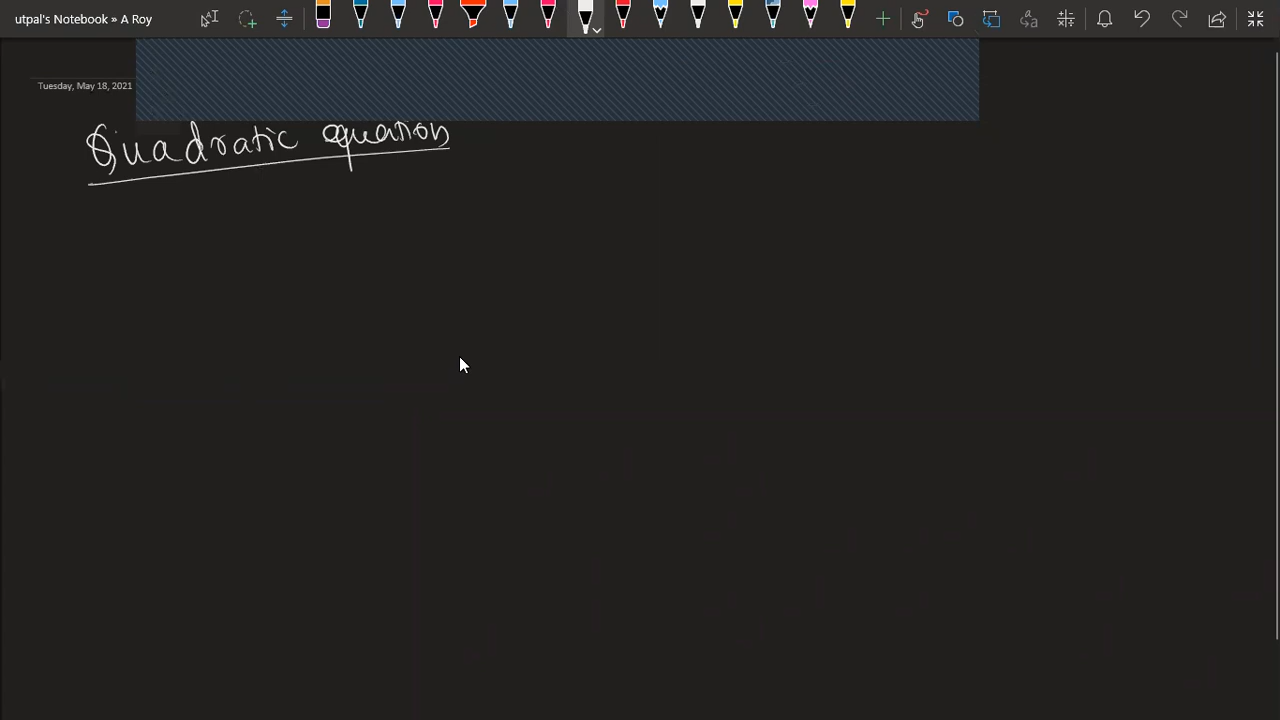 utpal's Notebook » A Roy
Tuesday, May 18, 2021
Quadratic equation